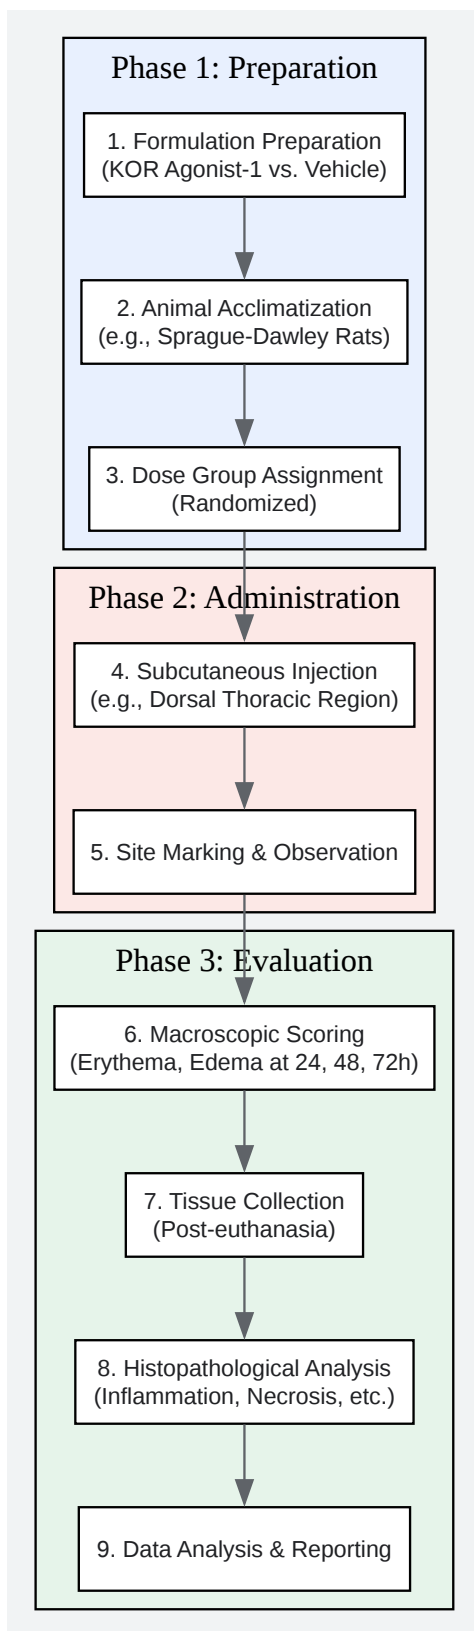 Phase 1: Preparation
1. Formulation Preparation
(KOR Agonist-1 vs. Vehicle)
2. Animal Acclimatization
(e.g., Sprague-Dawley Rats)
3. Dose Group Assignment
(Randomized)
Phase 2: Administration
4. Subcutaneous Injection
(e.g., Dorsal Thoracic Region)
5. Site Marking & Observation
Phase 3: Evaluation
6. Macroscopic Scoring
(Erythema, Edema at 24, 48, 72h)
7. Tissue Collection
(Post-euthanasia)
8. Histopathological Analysis
(Inflammation, Necrosis, etc.)
9. Data Analysis & Reporting